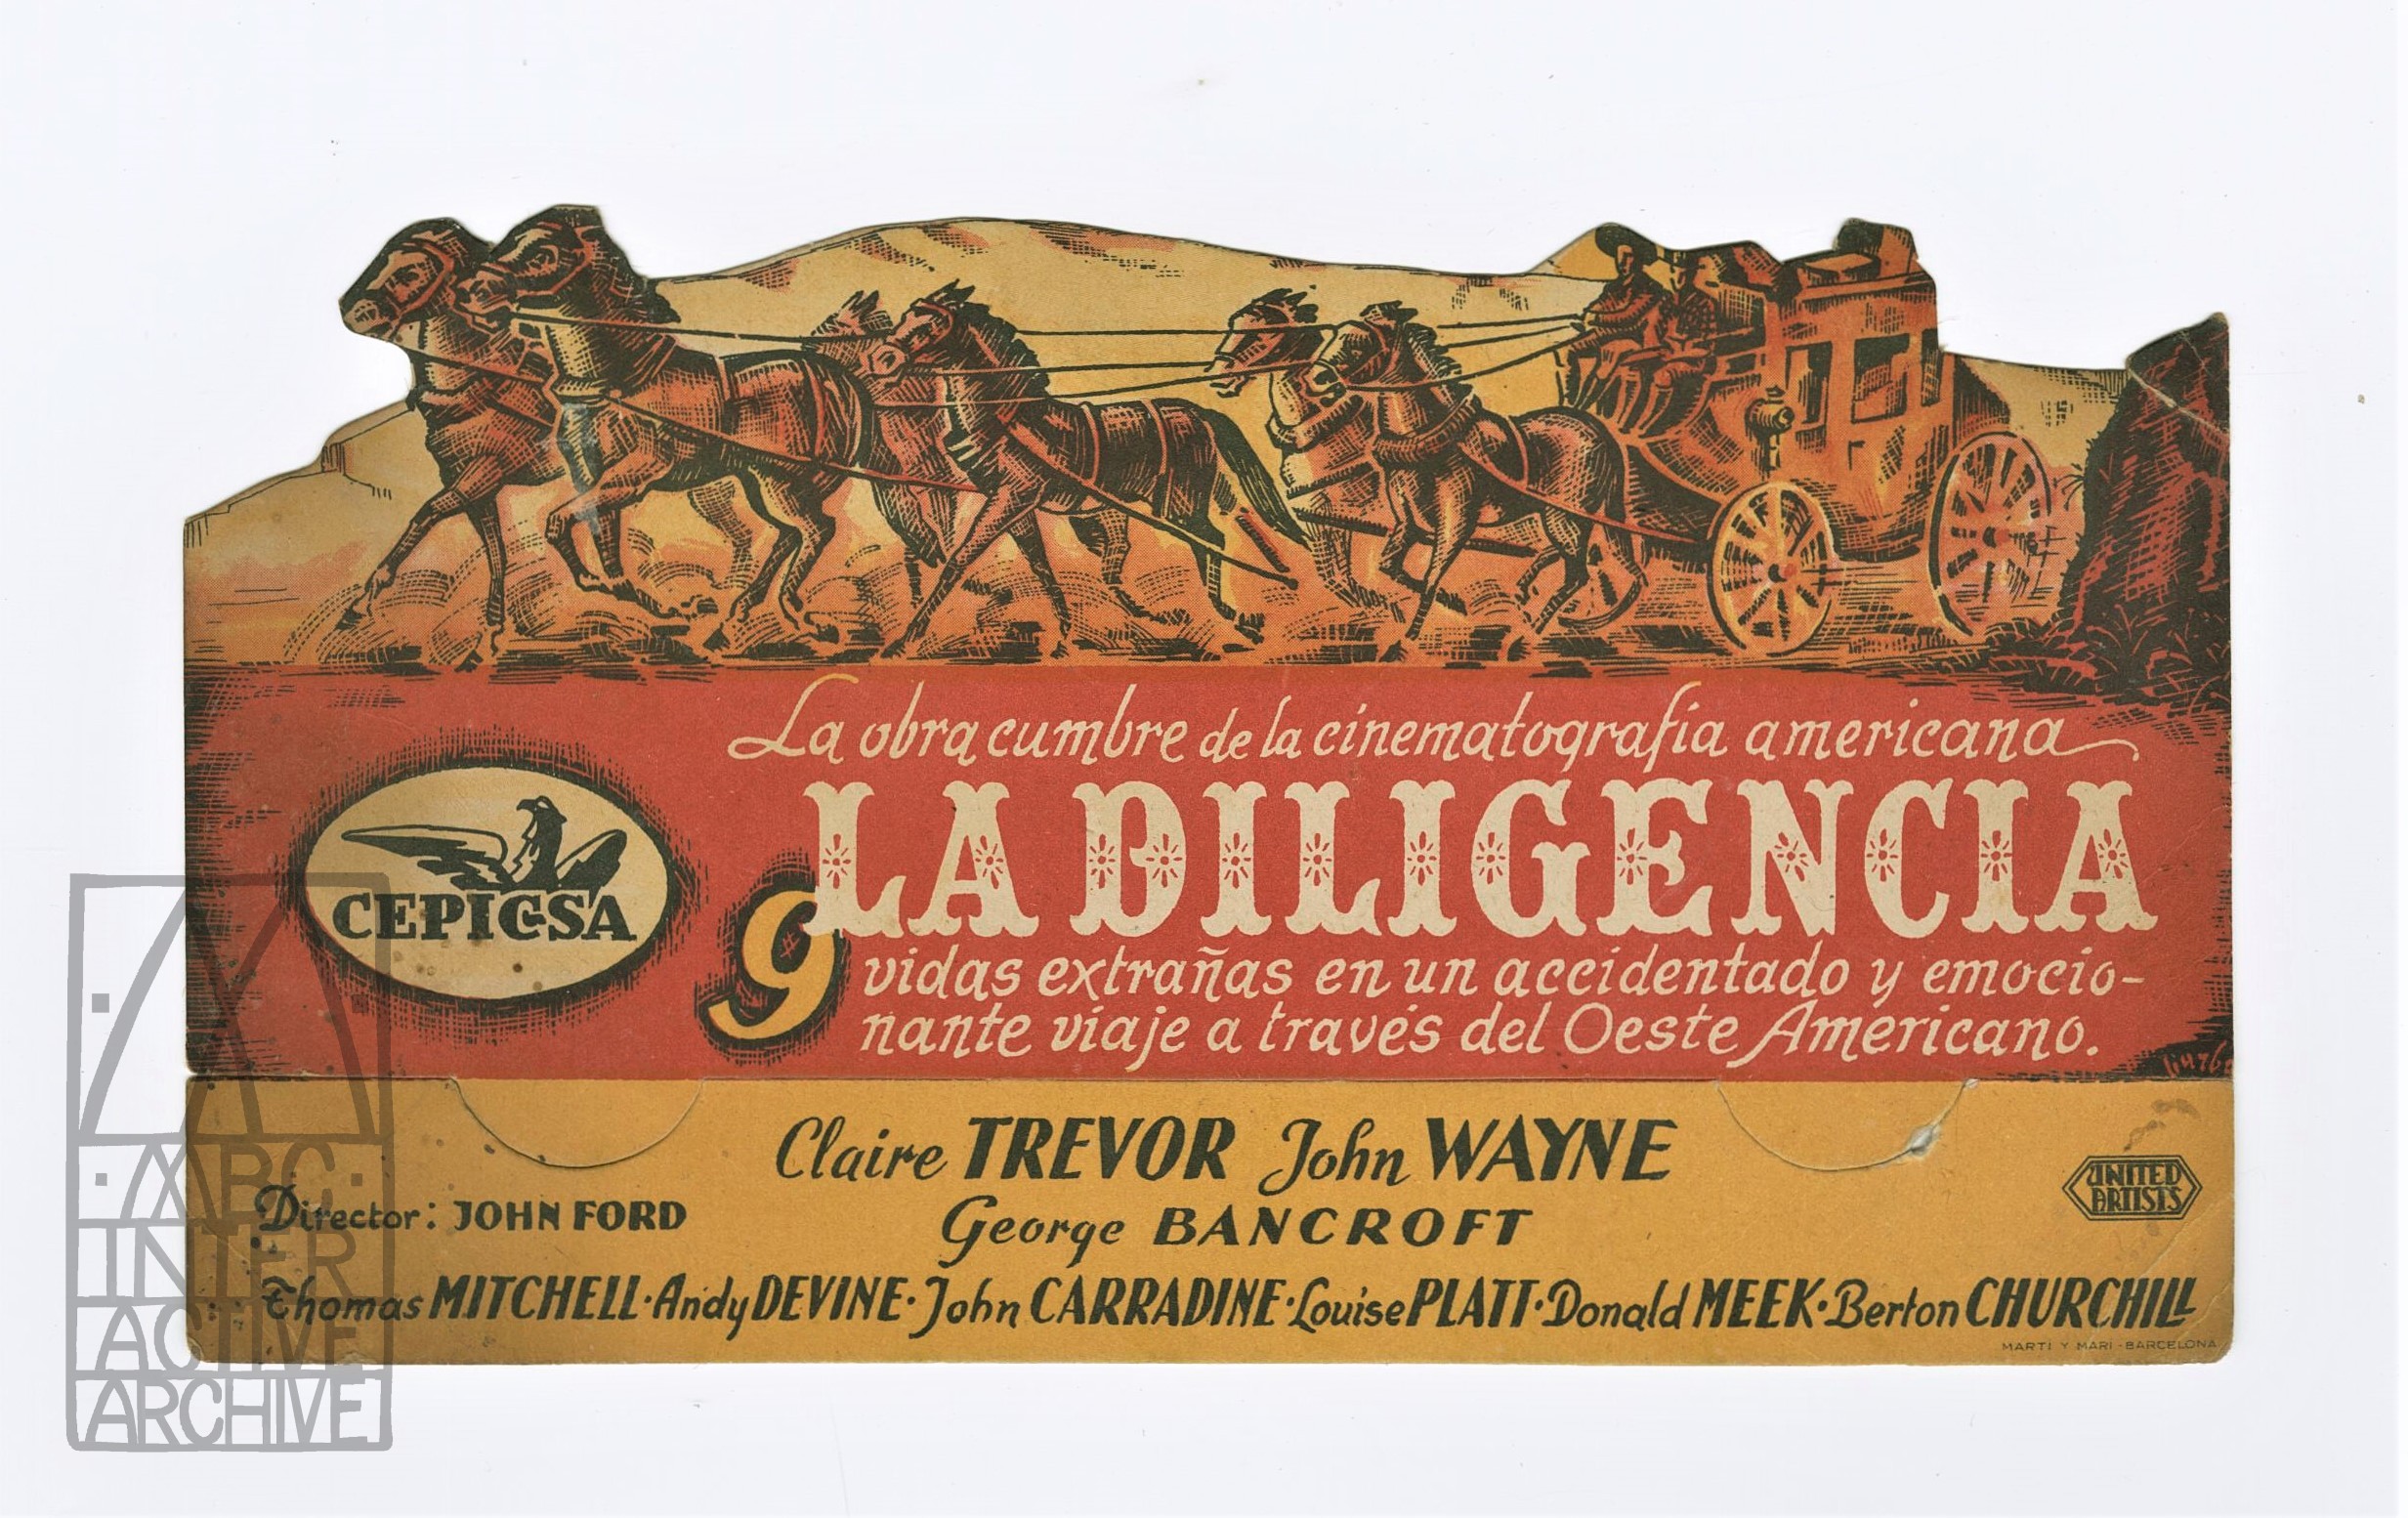 La obra cumbre de la cinematografía americana
LA DILIGENCIA
CEPICSA
9 vidas extrañas en un accidentado y emocio-
nante viaje a través del Oeste Americano.
Claire TREVOR John WAYNE
UNITED
ARTISTS
Director: JOHN FORD
George BANCROFT
Thomas MITCHELL·Andy DEVINE·John CARRADINE·Louise PLATT·Donald MEEK·Berton CHURCHILL
MARTI Y MARI - BARCELONA
ABC
INTER
ACTIVE
ARCHIVE